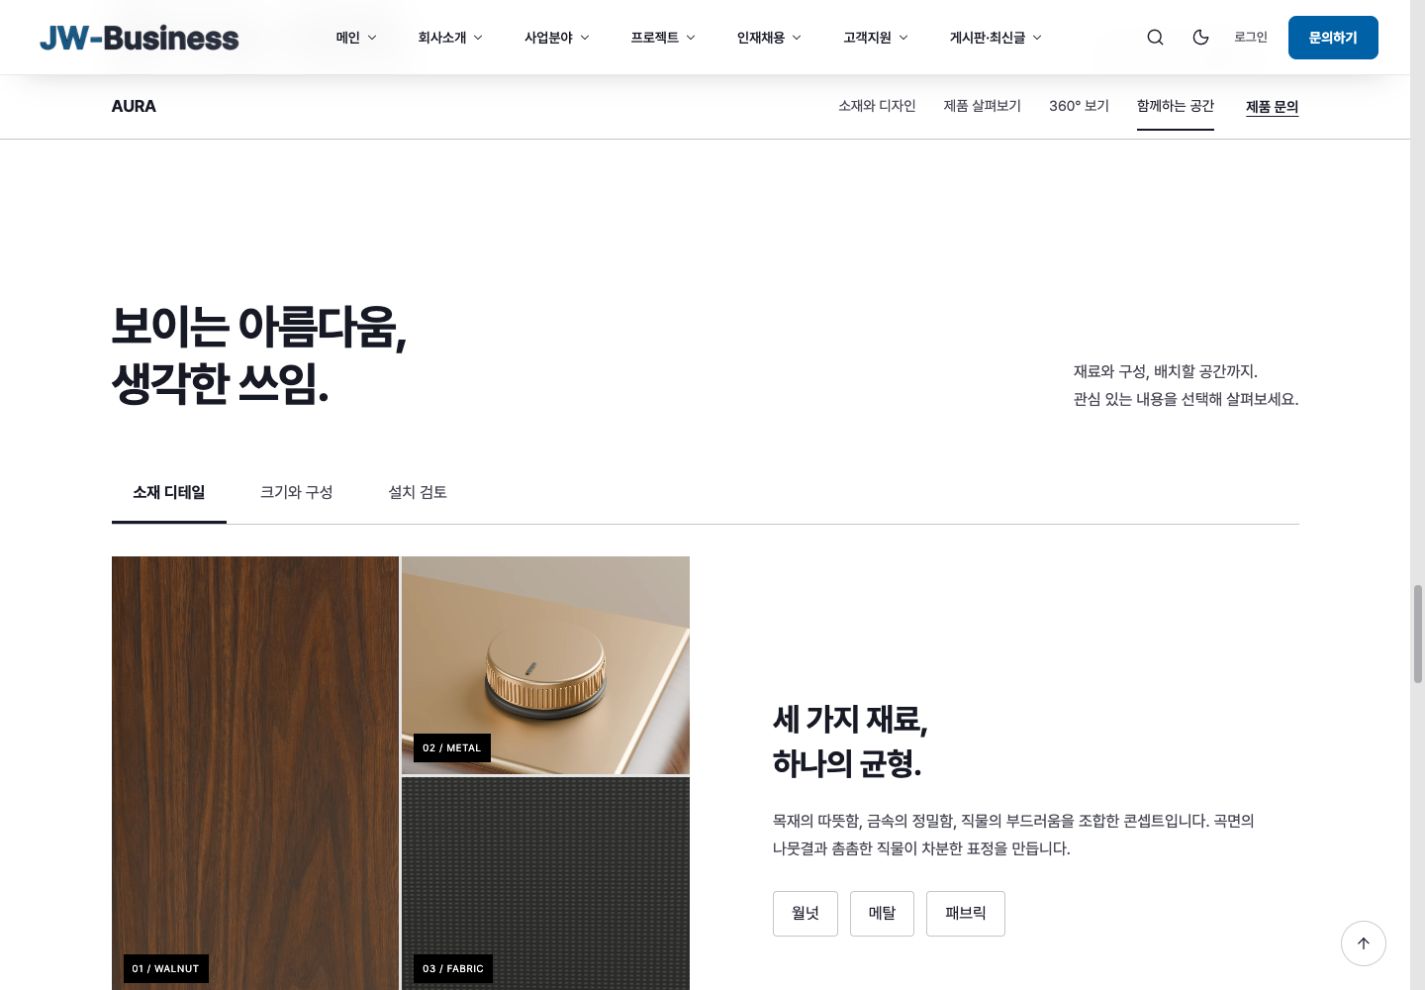 JW-Business
메인
회사소개
사업분야
프로젝트
인재채용
고객지원
게시판·최신글
로그인
문의하기
AURA
소재와 디자인
제품 살펴보기
360° 보기
함께하는 공간
제품 문의
보이는 아름다움,
생각한 쓰임.
재료와 구성, 배치할 공간까지.
관심 있는 내용을 선택해 살펴보세요.
소재 디테일
크기와 구성
설치 검토
02 / METAL
01 / WALNUT
03 / FABRIC
세 가지 재료,
하나의 균형.
목재의 따뜻함, 금속의 정밀함, 직물의 부드러움을 조합한 콘셉트입니다. 곡면의
나뭇결과 촘촘한 직물이 차분한 표정을 만듭니다.
월넛
메탈
패브릭